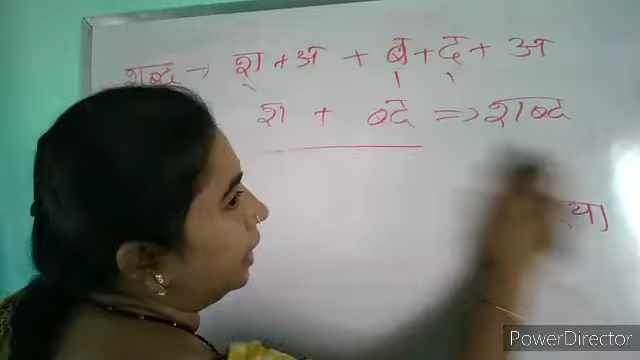 शब्द → श + अ + ब + द + अ
श + ब्द => शब्द
PowerDirector